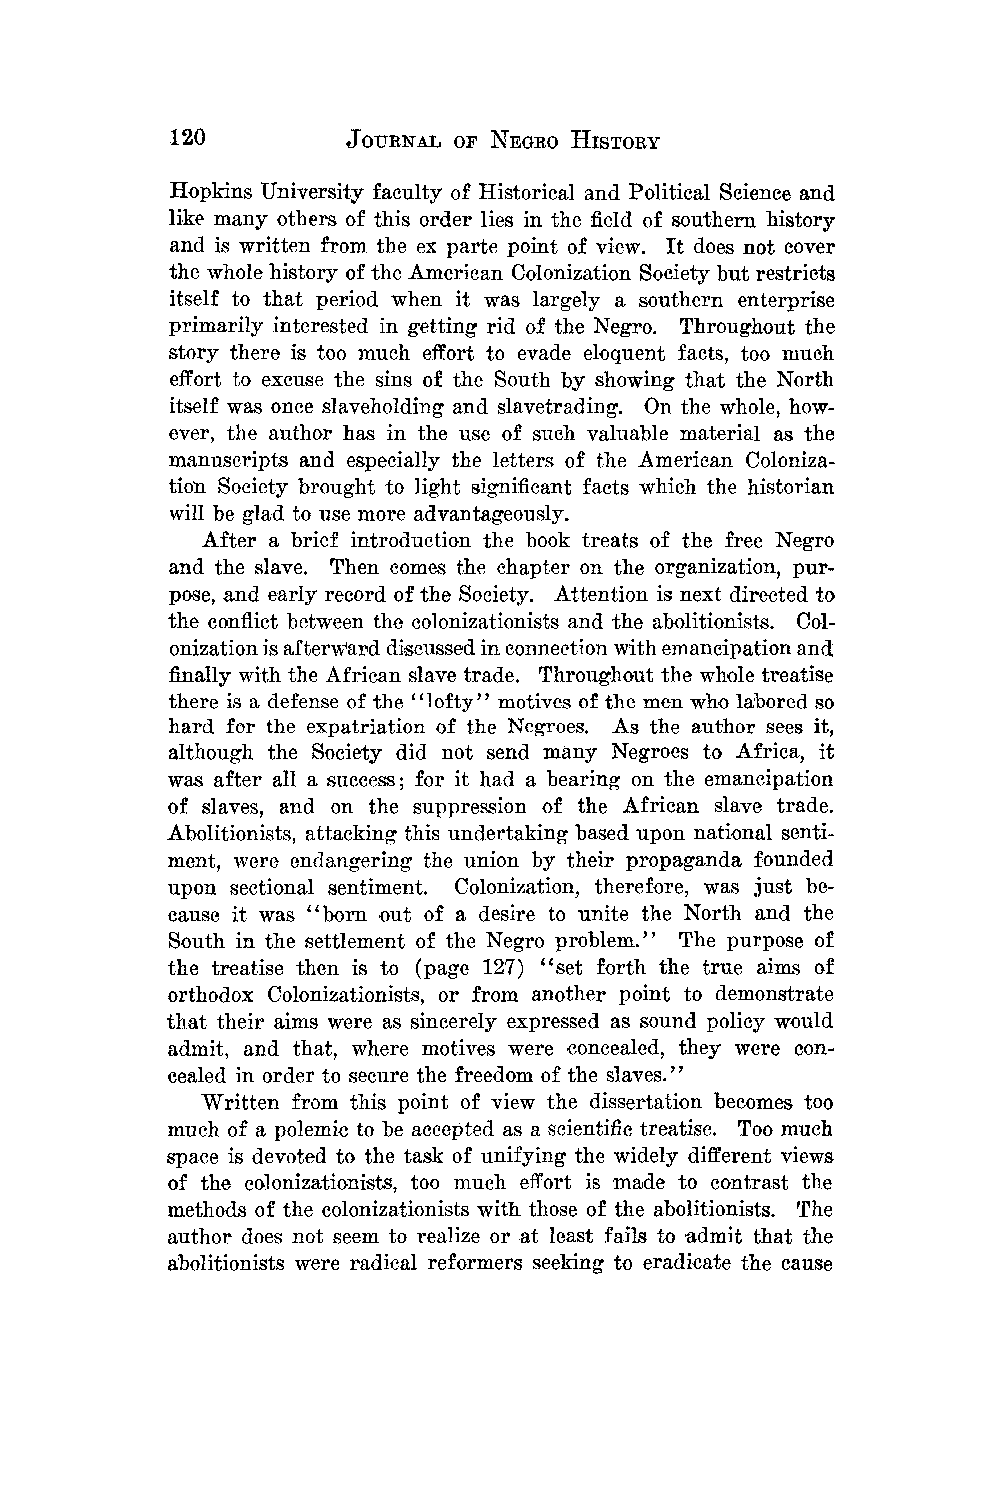 120 JOURNAL OF NEGRO HISTORY
Hopkins University faculty of Historical and Political Science and
like many others of this order lies in the field of southern history
and is written from the ex parte point of view. It does not cover
the whole history of the American Colonization Society but restricts
itself to that period when it was largely a southern enterprise
primarily interested in getting rid of the Negro. Throughout the
story there is too much effort to evade eloquent facts, too much
effort to excuse the sins of the South by showing that the North
itself was once slaveholding and slavetrading. On the whole, how-
ever, the author has in the use of such valuable material as the
manuscripts and especially the letters of the American Coloniza-
tion Society brought to light significant facts which the historian
will be glad to use more advantageously.
After a brief introduction the book treats of the free Negro
and the slave. Then comes the chapter on the organization, pur-
pose, and early record of the Society. Attention is next directed to
the conflict between the colonizationists and the abolitionists. Col-
onization is afterward discussed in connection with emancipation and
finally with the African slave trade. Throughout the whole treatise
there is a defense of the "lofty" motives of the men who labored so
hard for the expatriation of the Negroes. As the author sees it,
although the Society did not send many Negroes to Africa, it
was after all a success; for it had a bearing on the emancipation
of slaves, and on the suppression of the African slave trade.
Abolitionists, attacking this undertaking based upon national senti-
ment, were endangering the union by their propaganda founded
upon sectional sentiment. Colonization, therefore, was just be-
cause it was "born out of a desire to unite the North and the
South in the settlement of the Negro problem." The purpose of
the treatise then is to (page 127) "set forth the true aims of
orthodox Colonizationists, or from another point to demonstrate
that their aims were as sincerely expressed as sound policy would
admit, and that, where motives were concealed, they were con-
cealed in order to secure the freedom of the slaves."
Written from this point of view the dissertation becomes too
much of a polemic to be accepted as a scientific treatise. Too much
space is devoted to the task of unifying the widely different views
of the colonizationists, too much effort is made to contrast the
methods of the colonizationists with those of the abolitionists. The
author does not seem to realize or at least fails to admit that the
abolitionists were radical reformers seeking to eradicate the cause